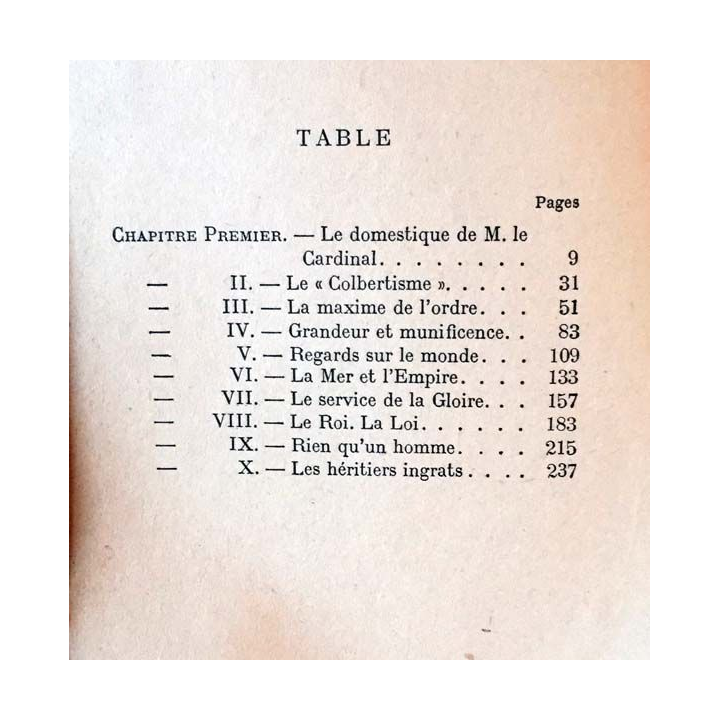 TABLE
Pages
CHAPITRE PREMIER. — Le domestique de M. le
Cardinal. . . . . . . . 9
— II. — Le « Colbertisme ». . . . . 31
— III. — La maxime de l'ordre. . . 51
— IV. — Grandeur et munificence. . 83
— V. — Regards sur le monde. . . 109
— VI. — La Mer et l'Empire. . . . 133
— VII. — Le service de la Gloire. . . 157
— VIII. — Le Roi. La Loi. . . . . . 183
— IX. — Rien qu'un homme. . . . 215
— X. — Les héritiers ingrats . . . . 237